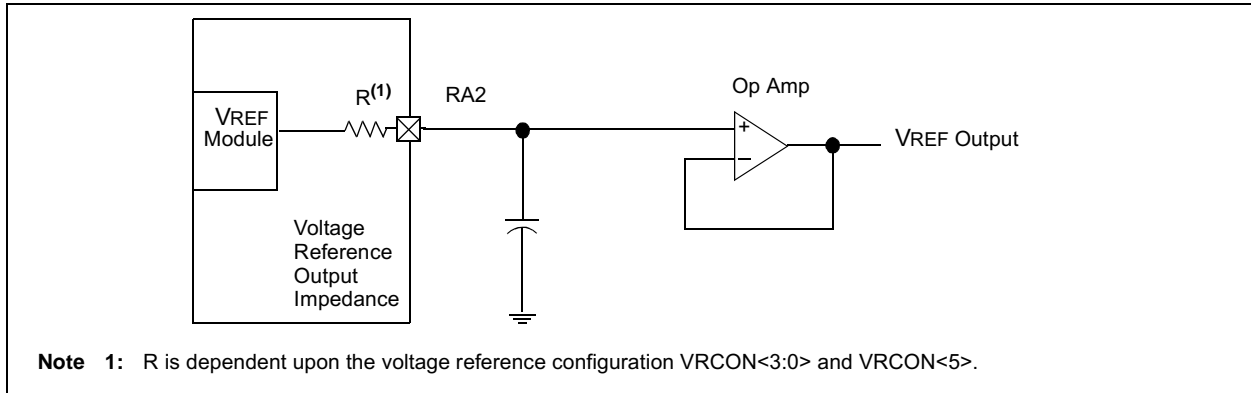 R(1)
RA2
Op Amp
VREF
Module
+
−
VREF Output
Voltage
Reference
Output
Impedance
Note 1: R is dependent upon the voltage reference configuration VRCON<3:0> and VRCON<5>.